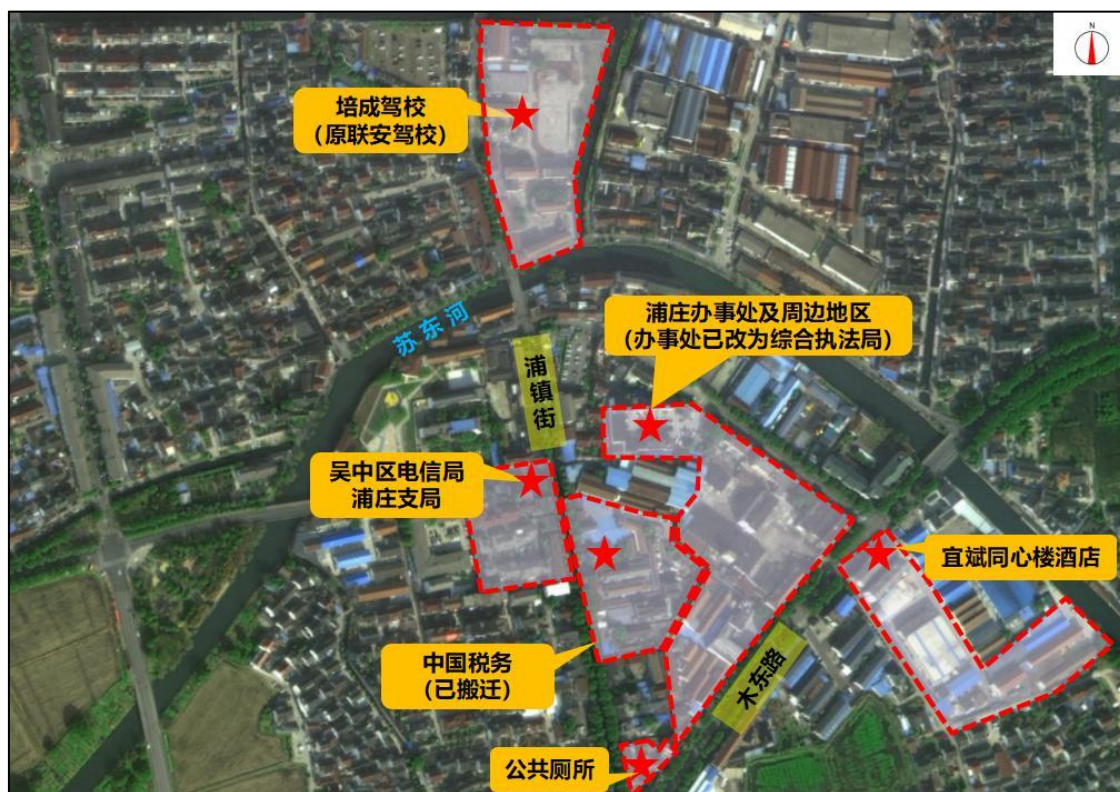 培成驾校
（原联安驾校）
苏东河
浦庄办事处及周边地区
（办事处已改为综合执法局）
浦镇街
吴中区电信局
浦庄支局
宜斌同心楼酒店
中国税务
（已搬迁）
木东路
公共厕所